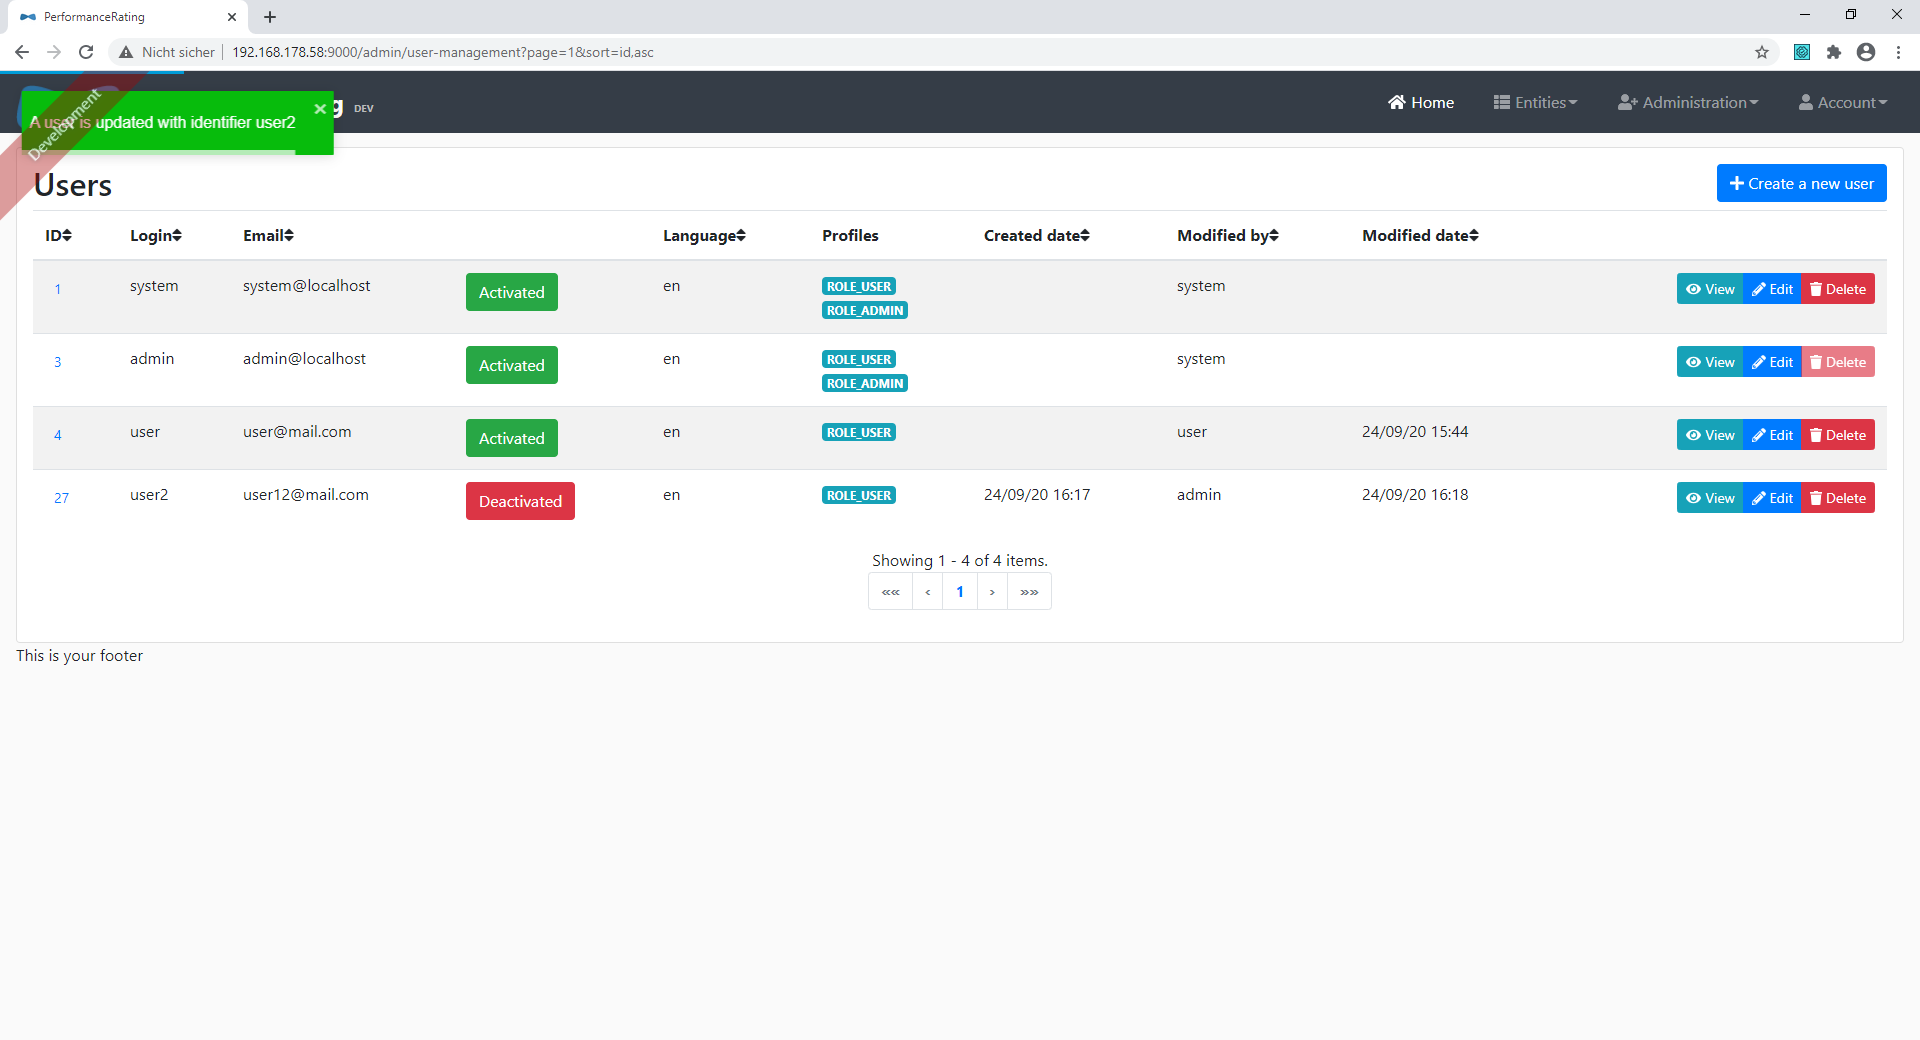 PerformanceRating
Nicht sicher 192.168.178.58:9000/admin/user-management?page=1&sort=id,asc
Development
g DEV
Home Entities Administration Account
A user is updated with identifier user2 ×
Users
Create a new user
ID Login Email Language Profiles Created date Modified by Modified date
1 system system@localhost Activated en ROLE_USER system View Edit Delete
ROLE_ADMIN
3 admin admin@localhost Activated en ROLE_USER system View Edit Delete
ROLE_ADMIN
4 user user@mail.com Activated en ROLE_USER user 24/09/20 15:44 View Edit Delete
27 user2 user12@mail.com Deactivated en ROLE_USER 24/09/20 16:17 admin 24/09/20 16:18 View Edit Delete
Showing 1 - 4 of 4 items.
«« ‹ 1 › »»
This is your footer